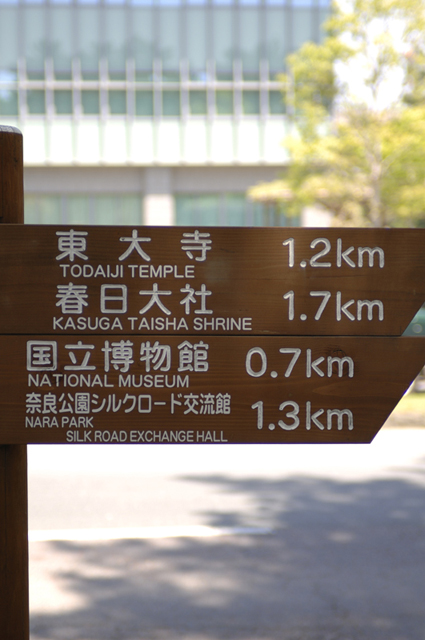 東大寺 1.2km
TODAIJI TEMPLE
春日大社 1.7km
KASUGA TAISHA SHRINE
国立博物館 0.7km
NATIONAL MUSEUM
奈良公園シルクロード交流館 1.3km
NARA PARK
SILK ROAD EXCHANGE HALL